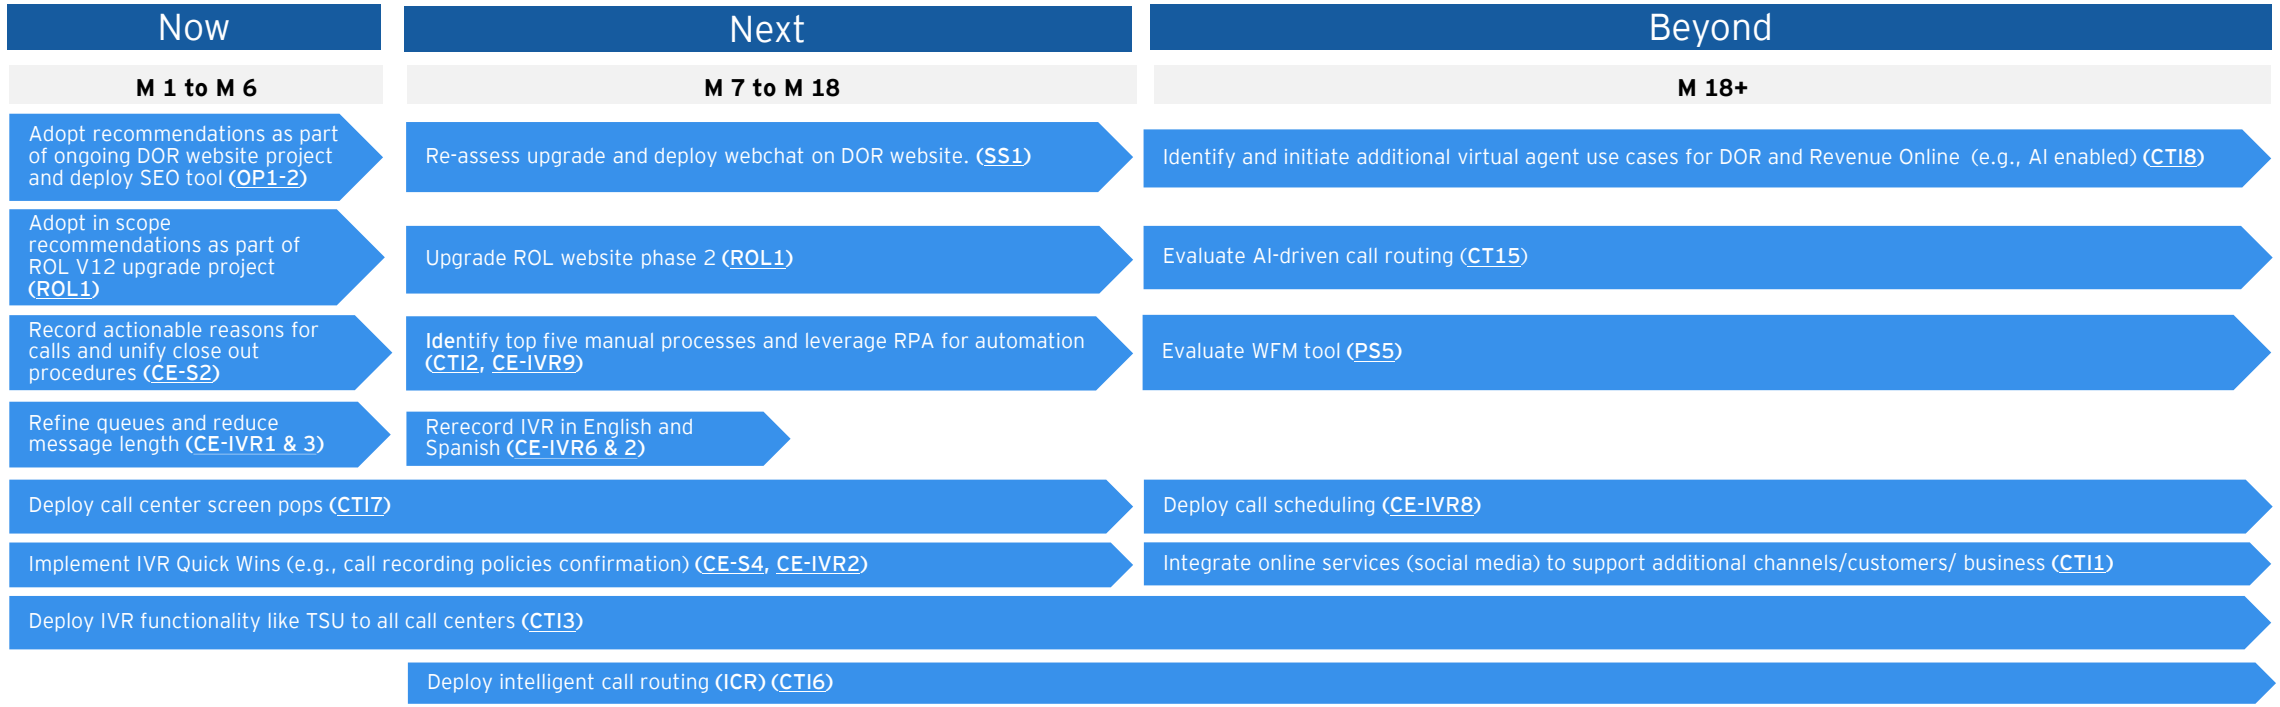 Now
Next
Beyond
M 1 to M 6
M 7 to M 18
M 18+
Adopt recommendations as part
of ongoing DOR website project
and deploy SEO tool (OP1-2)
Re-assess upgrade and deploy webchat on DOR website. (SS1)
Identify and initiate additional virtual agent use cases for DOR and Revenue Online (e.g., AI enabled) (CTI8)
Adopt in scope
recommendations as part of
ROL V12 upgrade project
(ROL1)
Upgrade ROL website phase 2 (ROL1)
Evaluate AI-driven call routing (CT15)
Record actionable reasons for
calls and unify close out
procedures (CE-S2)
Identify top five manual processes and leverage RPA for automation
(CTI2, CE-IVR9)
Evaluate WFM tool (PS5)
Refine queues and reduce
message length (CE-IVR1 & 3)
Rerecord IVR in English and
Spanish (CE-IVR6 & 2)
Deploy call center screen pops (CTI7)
Deploy call scheduling (CE-IVR8)
Implement IVR Quick Wins (e.g., call recording policies confirmation) (CE-S4, CE-IVR2)
Integrate online services (social media) to support additional channels/customers/ business (CTI1)
Deploy IVR functionality like TSU to all call centers (CTI3)
Deploy intelligent call routing (ICR) (CTI6)